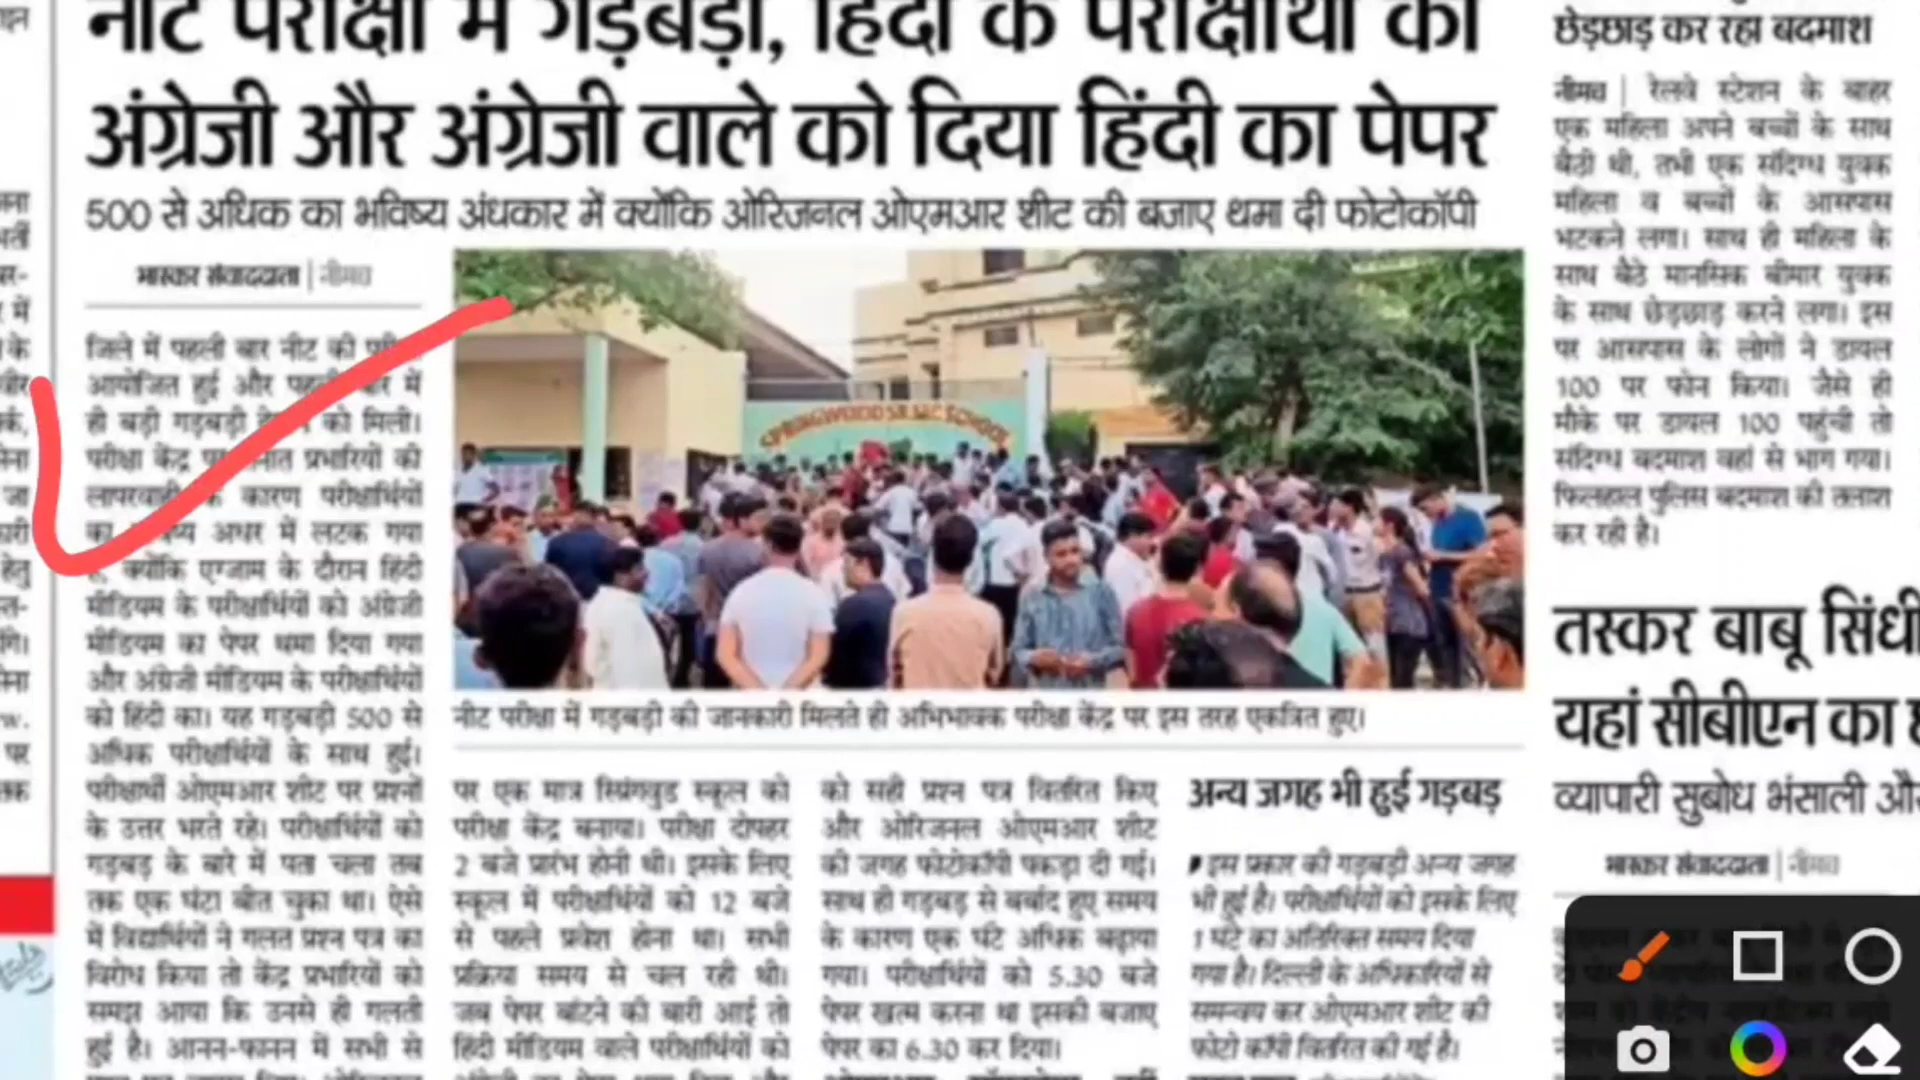 नीट परीक्षा में गड़बड़ी, हिंदी के परीक्षार्थी को
अंग्रेजी और अंग्रेजी वाले को दिया हिंदी का पेपर
500 से अधिक का भविष्य अंधकार में क्योंकि ओरिजनल ओएमआर शीट की बजाए थमा दी फोटोकॉपी
भास्कर संवाददाता | नीमच
जिले में पहली बार नीट की
आयोजित हुई और पहली बार में
ही बड़ी गड़बड़ी को मिली।
परीक्षा केंद्र पर प्रभारियों की
लापरवाही के कारण परीक्षार्थियों
का अधर में लटक गया
क्योंकि एग्जाम के दौरान हिंदी
मीडियम के परीक्षार्थियों को अंग्रेजी
मीडियम का पेपर थमा दिया गया
और अंग्रेजी मीडियम के परीक्षार्थियों
को हिंदी का। यह गड़बड़ी 500 से
अधिक परीक्षार्थियों के साथ हुई।
परीक्षार्थी ओएमआर शीट पर प्रश्नों
के उत्तर भरते रहे। परीक्षार्थियों को
गड़बड़ के बारे में पता चला तब
तक एक घंटा बीत चुका था। ऐसे
में विद्यार्थियों ने गलत प्रश्न पत्र का
विरोध किया तो केंद्र प्रभारियों को
समझ आया कि उनसे ही गलती
हुई है। आनन-फानन में सभी से
SPRINGWOOD SR. SEC SCHOOL
नीट परीक्षा में गड़बड़ी की जानकारी मिलते ही अभिभावक परीक्षा केंद्र पर इस तरह एकत्रित हुए।
पर एक मात्र स्प्रिंगवुड स्कूल को
परीक्षा केंद्र बनाया। परीक्षा दोपहर
2 बजे प्रारंभ होनी थी। इसके लिए
स्कूल में परीक्षार्थियों को 12 बजे
से पहले प्रवेश होना था। सभी
प्रक्रिया समय से चल रही थी।
जब पेपर बांटने की बारी आई तो
हिंदी मीडियम वाले परीक्षार्थियों को
को सही प्रश्न पत्र वितरित किए
और ओरिजनल ओएमआर शीट
की जगह फोटोकॉपी पकड़ा दी गई।
साथ ही गड़बड़ से बर्बाद हुए समय
के कारण एक घंटे अधिक बढ़ाया
गया। परीक्षार्थियों को 5.30 बजे
पेपर खत्म करना था इसकी बजाए
पेपर का 6.30 कर दिया।
अन्य जगह भी हुई गड़बड़
इस प्रकार की गड़बड़ी अन्य जगह
भी हुई है। परीक्षार्थियों को इसके लिए
1 घंटे का अतिरिक्त समय दिया
गया है। दिल्ली के अधिकारियों से
समन्वय कर ओएमआर शीट की
फोटो कॉपी वितरित की गई है।
छेड़छाड़ कर रहा बदमाश
नीमच | रेलवे स्टेशन के बाहर
एक महिला अपने बच्चों के साथ
बैठी थी, तभी एक संदिग्ध युवक
महिला व बच्चों के आसपास
भटकने लगा। साथ ही महिला के
साथ बैठे मानसिक बीमार युवक
के साथ छेड़छाड़ करने लगा। इस
पर आसपास के लोगों ने डायल
100 पर फोन किया। जैसे ही
मौके पर डायल 100 पहुंची तो
संदिग्ध बदमाश वहां से भाग गया।
फिलहाल पुलिस बदमाश की तलाश
कर रही है।
तस्कर बाबू सिंधी
यहां सीबीएन का
व्यापारी सुबोध भंसाली और
भास्कर संवाददाता | नीमच